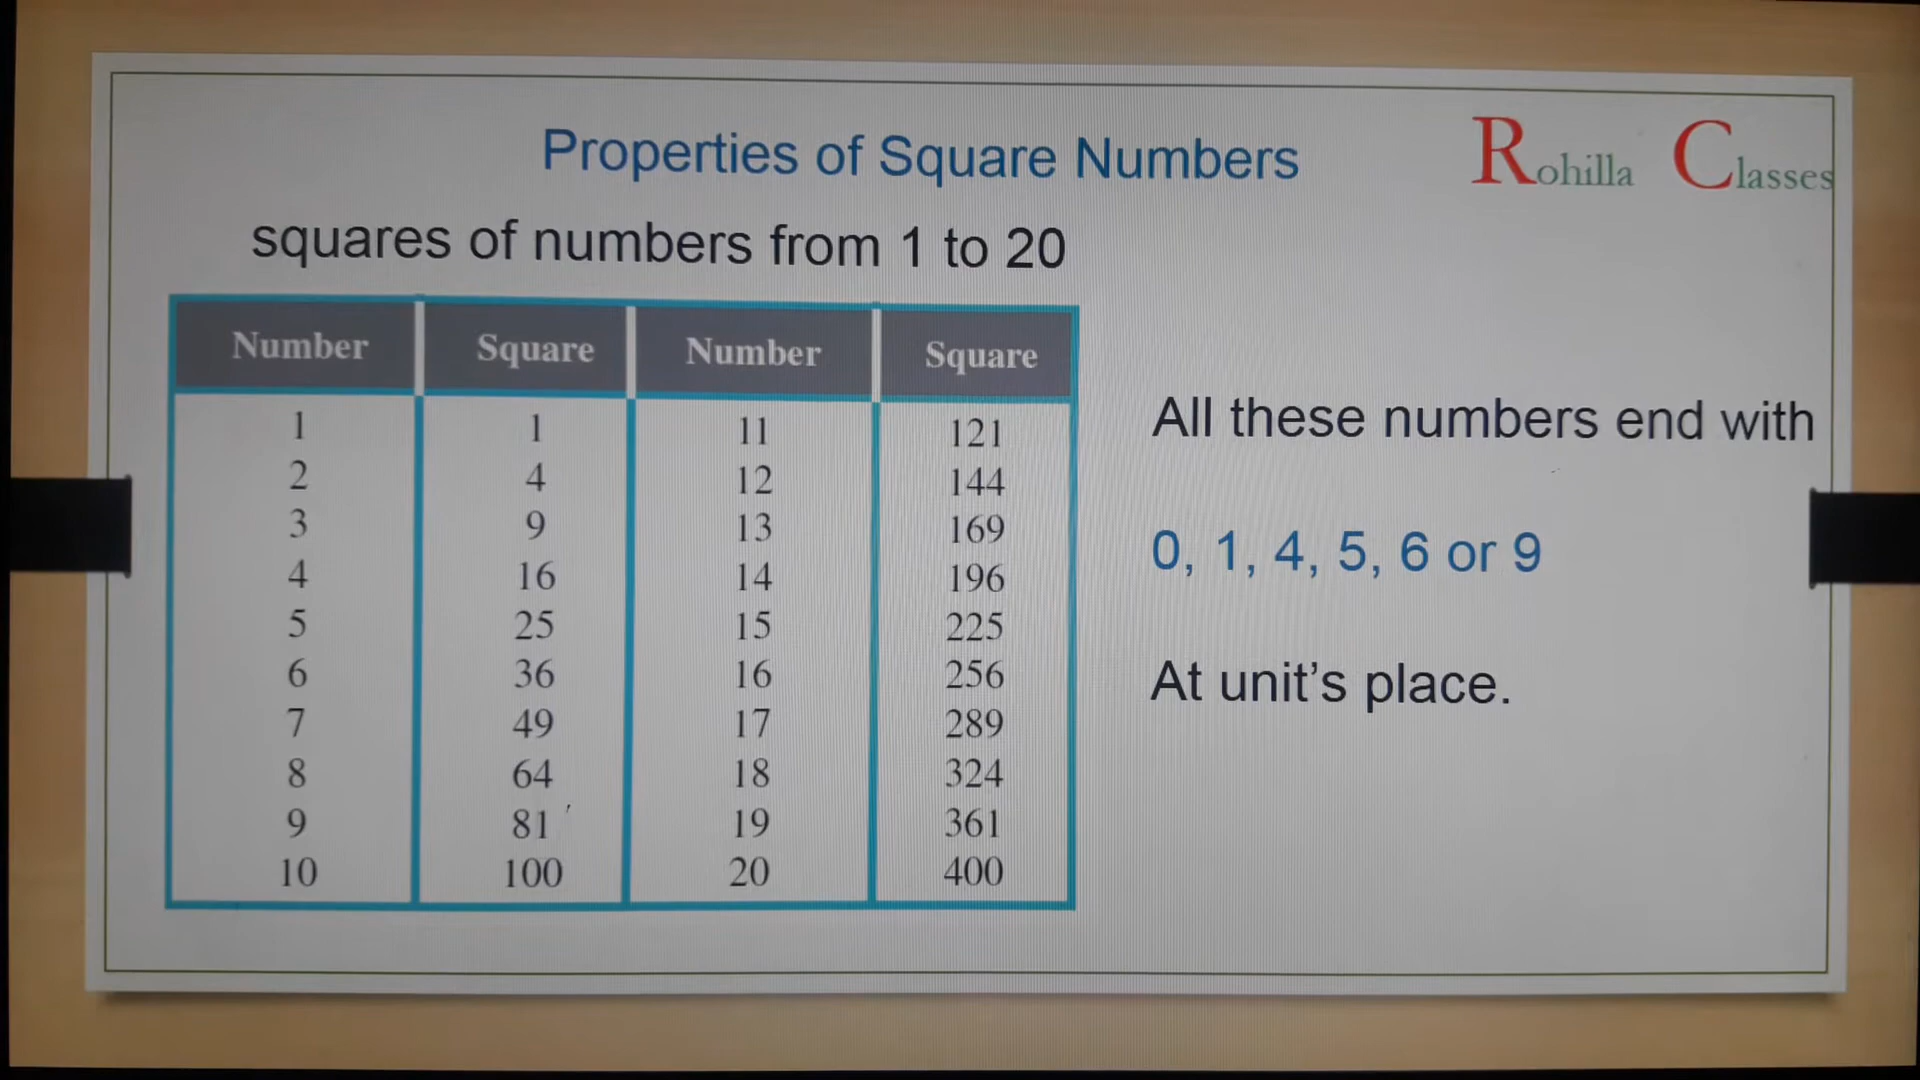 Properties of Square Numbers
Rohilla Classes
squares of numbers from 1 to 20
Number Square Number Square
1 1 11 121
2 4 12 144
3 9 13 169
4 16 14 196
5 25 15 225
6 36 16 256
7 49 17 289
8 64 18 324
9 81 19 361
10 100 20 400
All these numbers end with
0, 1, 4, 5, 6 or 9
At unit's place.